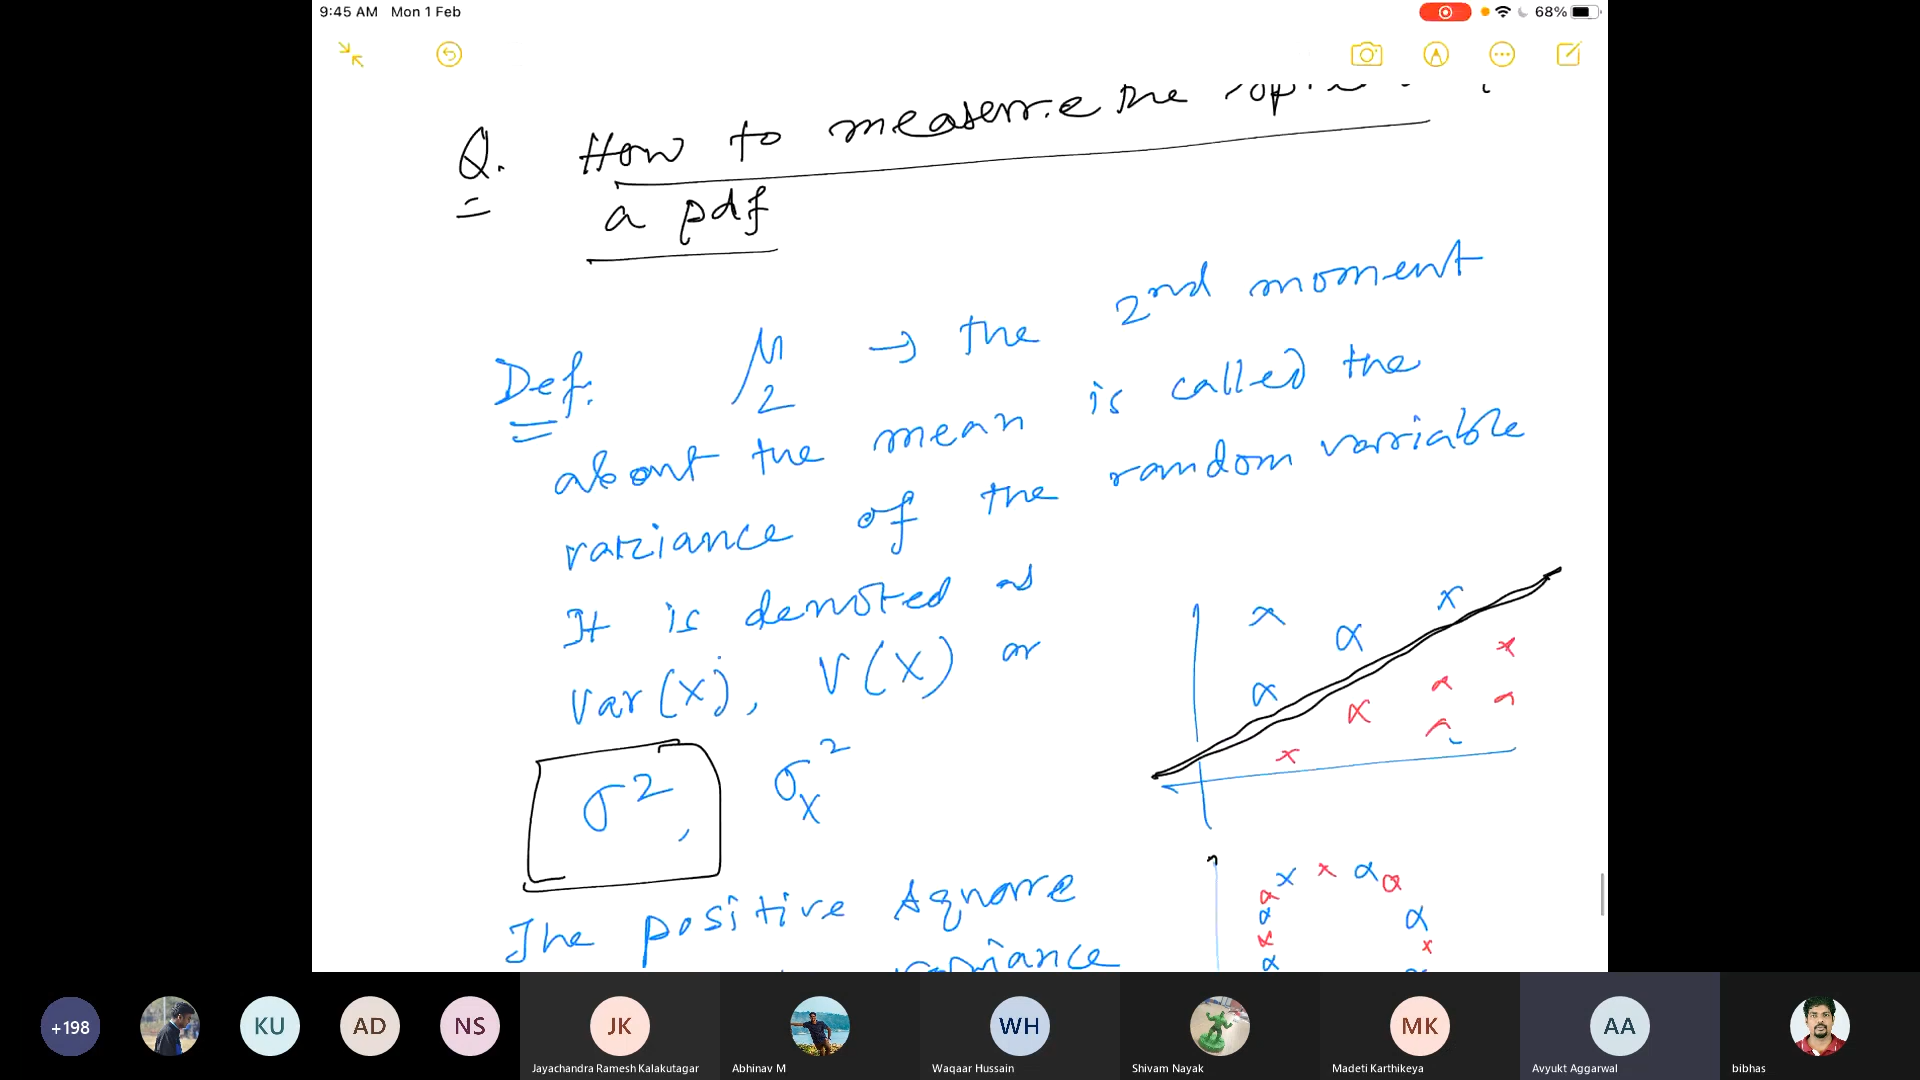 9:45 AM Mon 1 Feb
68%
Q. How to measure the
a pdf
Def. μ2 → the 2nd moment
about the mean is called the
variance of the random variable
It is denoted as
Var(X), V(X) or
σ², σX²
The positive square
variance
+198
KU
AD
NS
JK
WH
MK
AA
Jayachandra Ramesh Kalakutagar
Abhinav M
Waqaar Hussain
Shivam Nayak
Madeti Karthikeya
Avyukt Aggarwal
bibhas